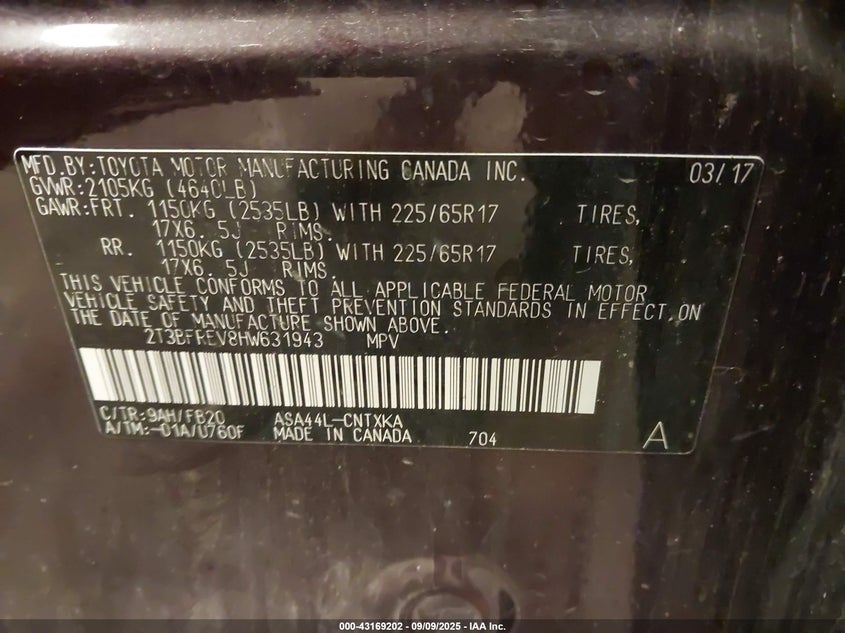 MFD.BY:TOYOTA MOTOR MANUFACTURING CANADA INC. 03/17
GVWR:2105KG (4640LB)
GAWR:FRT. 1150KG (2535LB) WITH 225/65R17 TIRES,
17X6.5J RIMS.
RR. 1150KG (2535LB) WITH 225/65R17 TIRES,
17X6.5J RIMS.
THIS VEHICLE CONFORMS TO ALL APPLICABLE FEDERAL MOTOR
VEHICLE SAFETY AND THEFT PREVENTION STANDARDS IN EFFECT ON
THE DATE OF MANUFACTURE SHOWN ABOVE.
2T3BFREV8HW631943 MPV
C/TR:9AH/FB20 ASA44L-CNTXKA
A/TM:-01A/U760F MADE IN CANADA 704 A
000-43169202 - 09/09/2025 - IAA Inc.